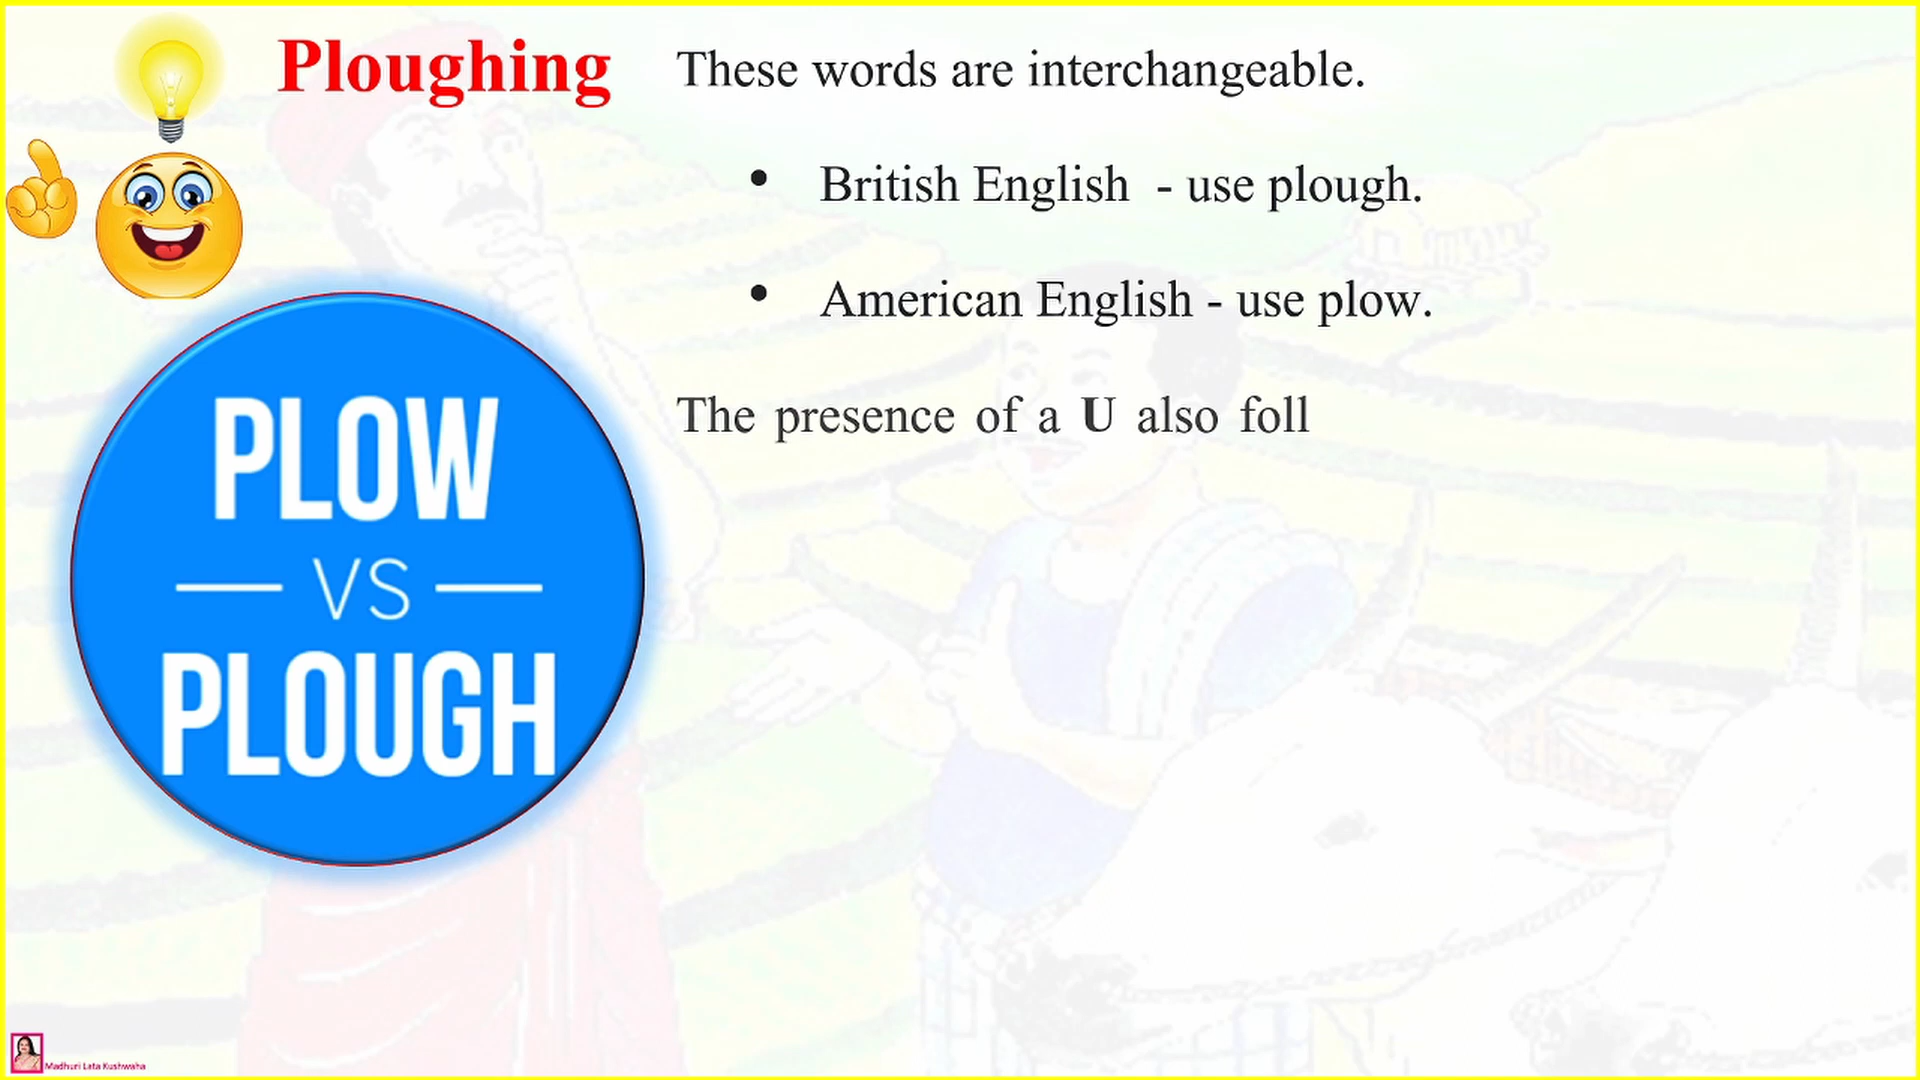 Ploughing
These words are interchangeable.
• British English - use plough.
• American English - use plow.
The presence of a U also foll
PLOW
VS
PLOUGH
Madhuri Lata Kushwaha